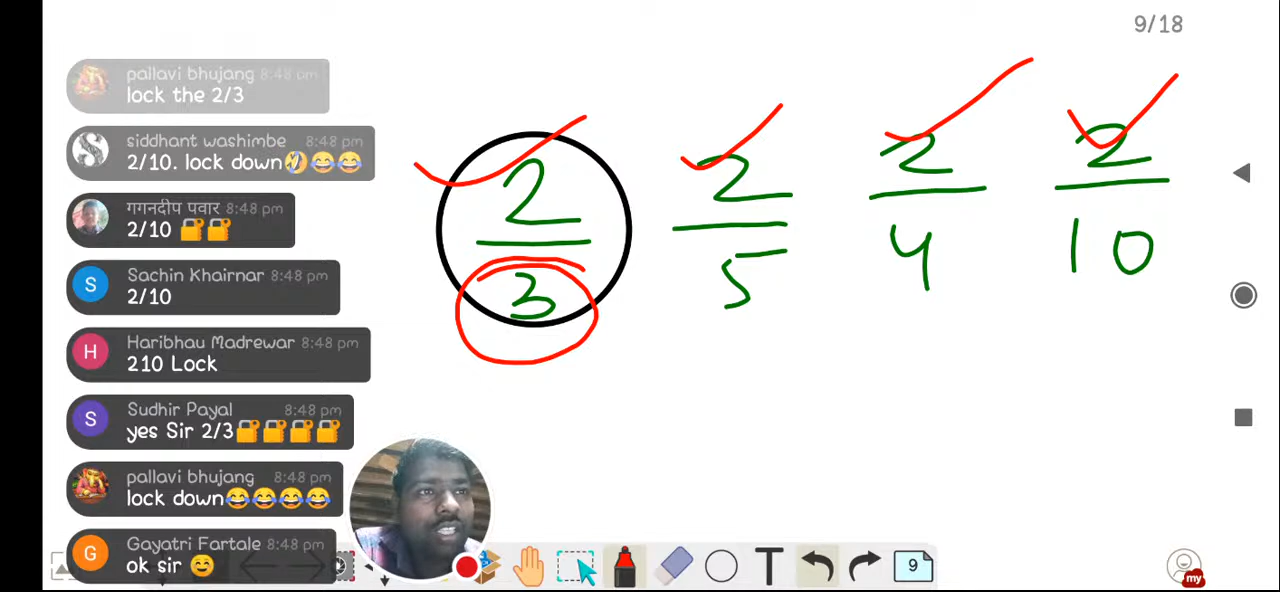 9/18
pallavi bhujang 8:48 pm
lock the 2/3
siddhant washimbe 8:48 pm
2/10. lock down🤣😂😂
गगनदीप पवार 8:48 pm
2/10 🔐🔐
S Sachin Khairnar 8:48 pm
2/10
H Haribhau Madrewar 8:48 pm
210 Lock
S Sudhir Payal 8:48 pm
yes Sir 2/3🔐🔐🔐🔐
pallavi bhujang 8:48 pm
lock down😂😂😂😂
G Gayatri Fartale 8:48 pm
ok sir ☺️
2 2 2 2
3 5 4 10
T 9 my